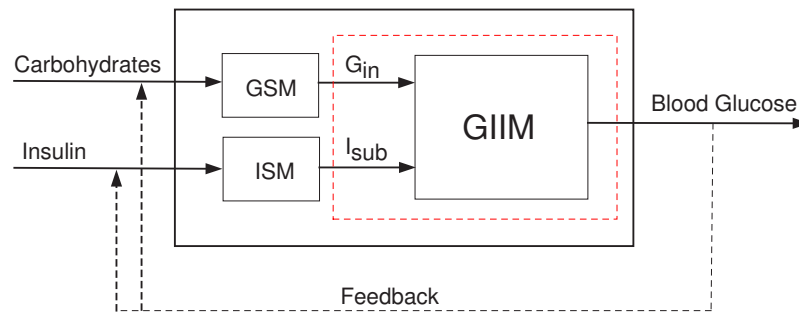 Carbohydrates
GSM
G_in
Blood Glucose
GIIM
Insulin
ISM
I_sub
Feedback